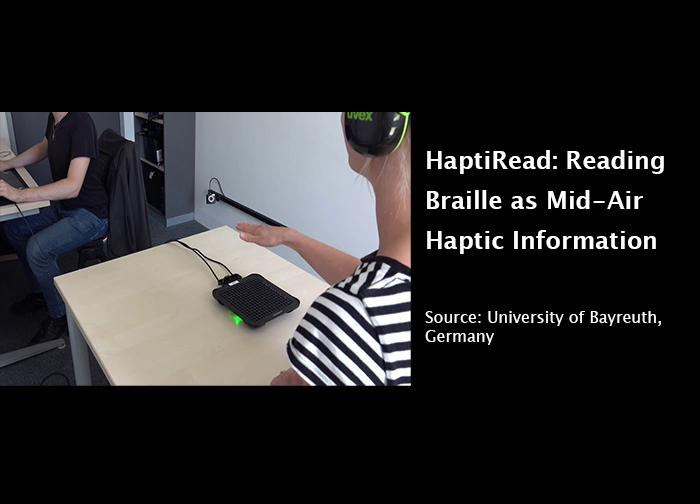 uvex
HaptiRead: Reading
Braille as Mid-Air
Haptic Information
Source: University of Bayreuth,
Germany